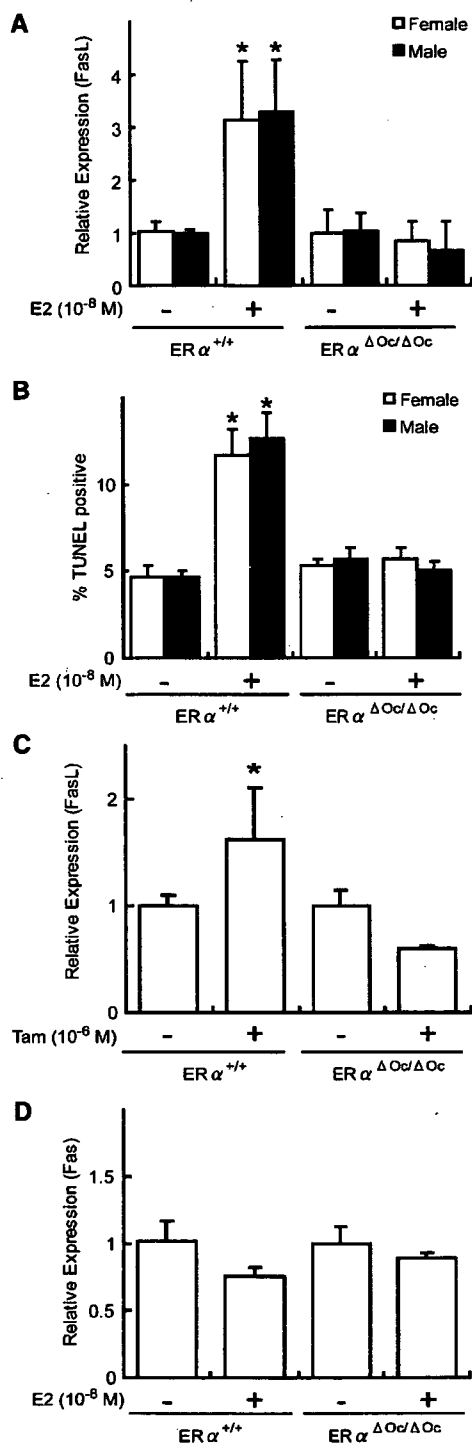 A
Female
Male
Relative Expression (FasL)
4
3
2
1
0
* *
E2 (10⁻⁸ M) - + - +
ERα⁺/⁺ ERα^ΔOc/ΔOc
B
Female
Male
% TUNEL positive
10
5
0
* *
E2 (10⁻⁸ M) - + - +
ERα⁺/⁺ ERα^ΔOc/ΔOc
C
Relative Expression (FasL)
2
1
0
*
Tam (10⁻⁶ M) - + - +
ERα⁺/⁺ ERα^ΔOc/ΔOc
D
Relative Expression (Fas)
1.5
1
0.5
0
E2 (10⁻⁸ M) - + - +
ERα⁺/⁺ ERα^ΔOc/ΔOc